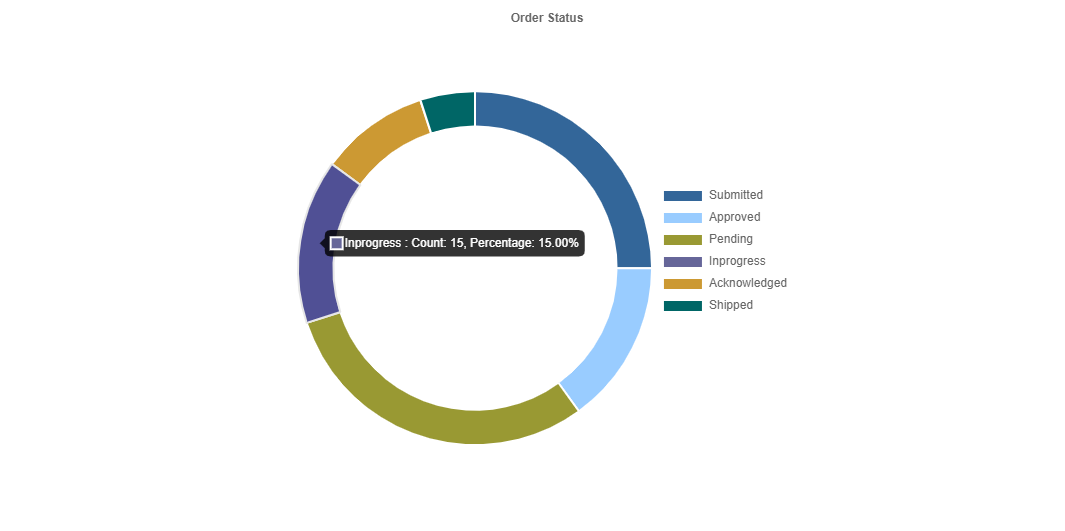 Order Status
Inprogress : Count: 15, Percentage: 15.00%
Submitted
Approved
Pending
Inprogress
Acknowledged
Shipped